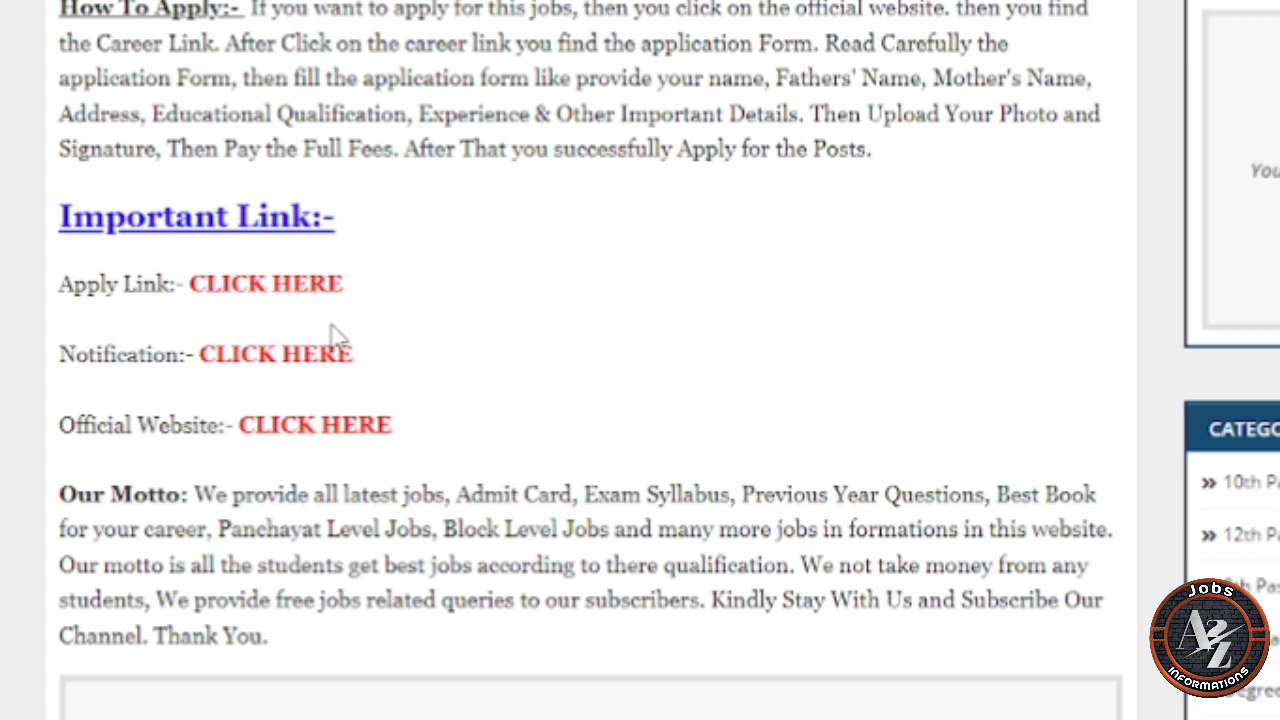 How To Apply:- If you want to apply for this jobs, then you click on the official website. then you find
the Career Link. After Click on the career link you find the application Form. Read Carefully the
application Form, then fill the application form like provide your name, Fathers' Name, Mother's Name,
Address, Educational Qualification, Experience & Other Important Details. Then Upload Your Photo and
Signature, Then Pay the Full Fees. After That you successfully Apply for the Posts.
Important Link:-
Apply Link:- CLICK HERE
Notification:- CLICK HERE
Official Website:- CLICK HERE
Our Motto: We provide all latest jobs, Admit Card, Exam Syllabus, Previous Year Questions, Best Book
for your career, Panchayat Level Jobs, Block Level Jobs and many more jobs in formations in this website.
Our motto is all the students get best jobs according to there qualification. We not take money from any
students, We provide free jobs related queries to our subscribers. Kindly Stay With Us and Subscribe Our
Channel. Thank You.
You
CATEGO
» 10th Pa
» 12th Pa
Jobs
A2Z
INFORMATIONS